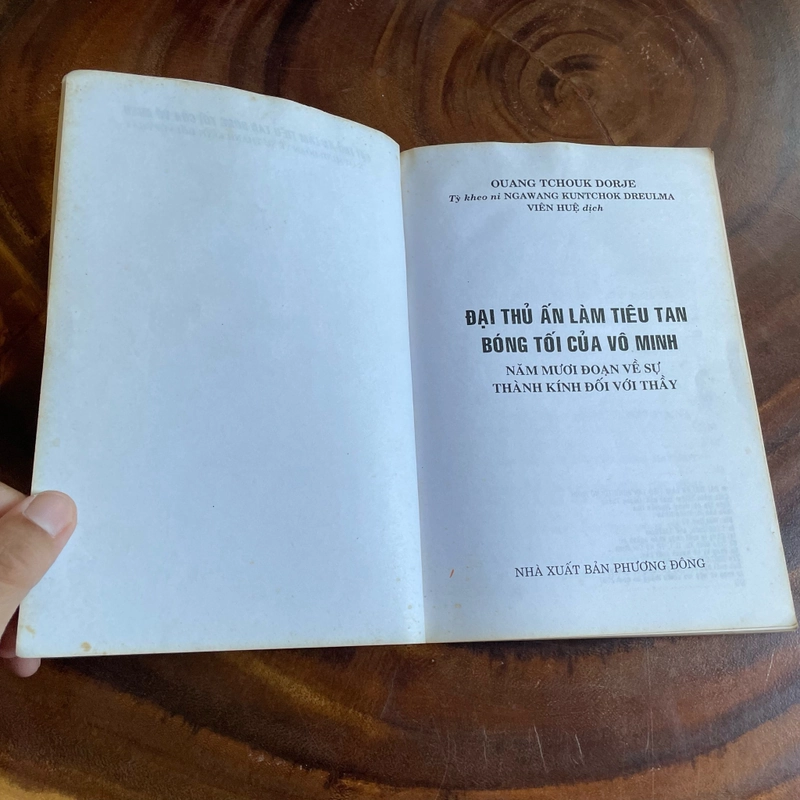 OUANG TCHOUK DORJE
Tỳ kheo ni NGAWANG KUNTCHOK DREULMA
VIÊN HUỆ dịch
ĐẠI THỦ ẤN LÀM TIÊU TAN
BÓNG TỐI CỦA VÔ MINH
NĂM MƯƠI ĐOẠN VỀ SỰ
THÀNH KÍNH ĐỐI VỚI THẦY
NHÀ XUẤT BẢN PHƯƠNG ĐÔNG